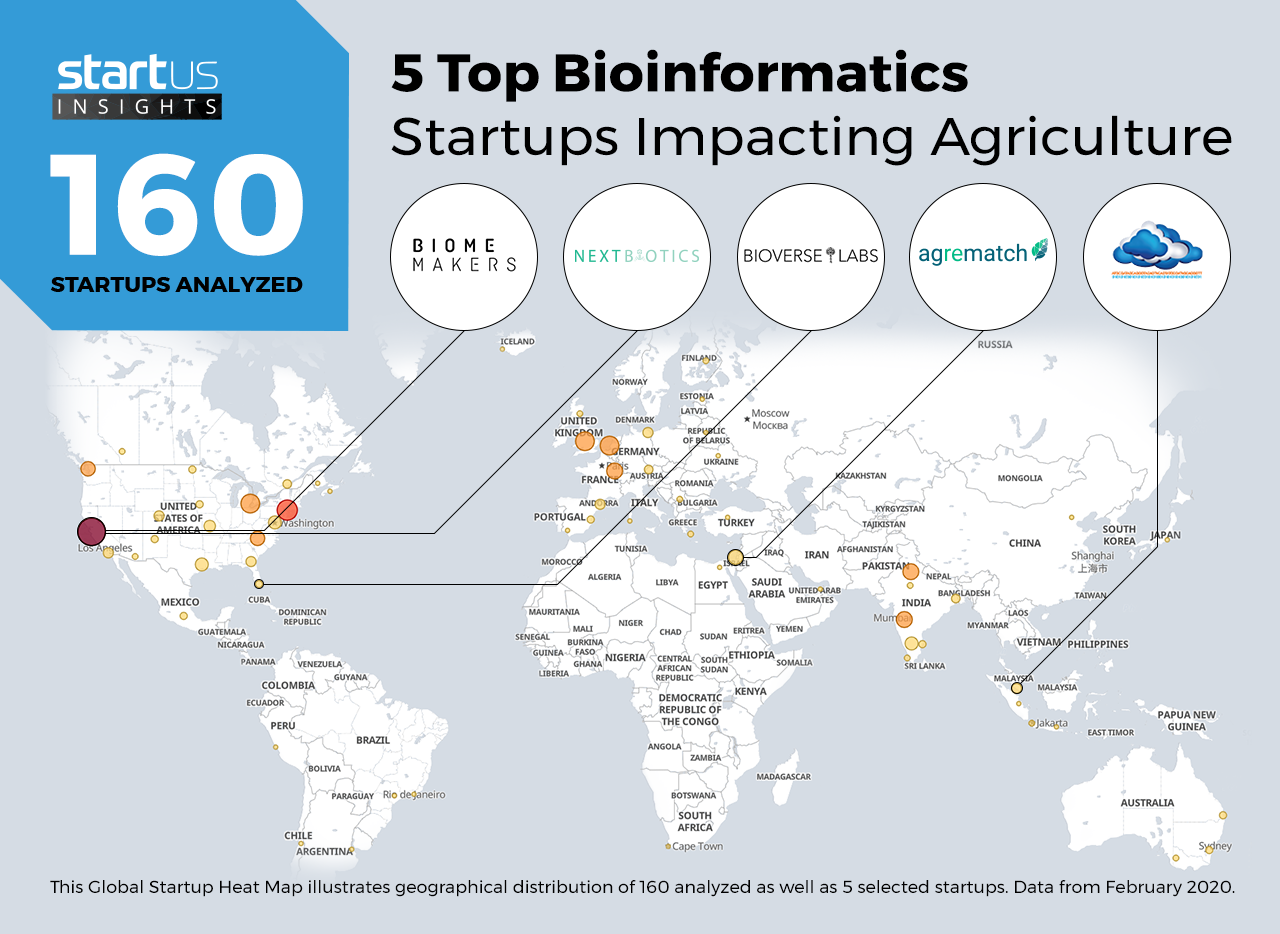 startus
INSIGHTS
160
STARTUPS ANALYZED
5 Top Bioinformatics
Startups Impacting Agriculture
BIOME
MAKERS
NEXTBIOTICS
BIOVERSE LABS
agrematch
ICELAND
RUSSIA
FINLAND
NORWAY
ESTONIA
LATVIA
UNITED
KINGDOM
DENMARK
Moscow
Москва
REPUBLIC
OF BELARUS
GERMANY
UKRAINE
Paris
FRANCE
AUSTRIA
KAZAKHSTAN
MONGOLIA
ROMANIA
ANDORRA
ITALY
BULGARIA
UNITED
STATES OF
AMERICA
Washington
PORTUGAL
GREECE
TURKEY
KYRGYZSTAN
TAJIKISTAN
Los Angeles
TUNISIA
MOROCCO
ISRAEL
IRAQ
IRAN
AFGHANISTAN
CHINA
SOUTH
KOREA
JAPAN
Shanghai
上海市
ALGERIA
LIBYA
EGYPT
SAUDI
ARABIA
UNITED ARAB
EMIRATES
PAKISTAN
NEPAL
BANGLADESH
TAIWAN
MEXICO
CUBA
DOMINICAN
REPUBLIC
MAURITANIA
INDIA
Mumbai
MYANMAR
LAOS
GUATEMALA
NICARAGUA
MALI
NIGER
CHAD
SUDAN
ERITREA
YEMEN
SENEGAL
BURKINA
FASO
GUINEA
GHANA
NIGERIA
LIBERIA
CENTRAL
AFRICAN
REPUBLIC
SOUTH
SUDAN
ETHIOPIA
SOMALIA
SRI LANKA
VIETNAM
PHILIPPINES
PANAMA
VENEZUELA
GUYANA
COLOMBIA
ECUADOR
KENYA
DEMOCRATIC
REPUBLIC OF
THE CONGO
MALAYSIA
MALAYSIA
PERU
BRAZIL
Jakarta
EAST TIMOR
PAPUA NEW
GUINEA
ANGOLA
ZAMBIA
BOLIVIA
MADAGASCAR
PARAGUAY
Rio de Janeiro
BOTSWANA
AUSTRALIA
CHILE
ARGENTINA
SOUTH
AFRICA
Cape Town
Sydney
This Global Startup Heat Map illustrates geographical distribution of 160 analyzed as well as 5 selected startups. Data from February 2020.